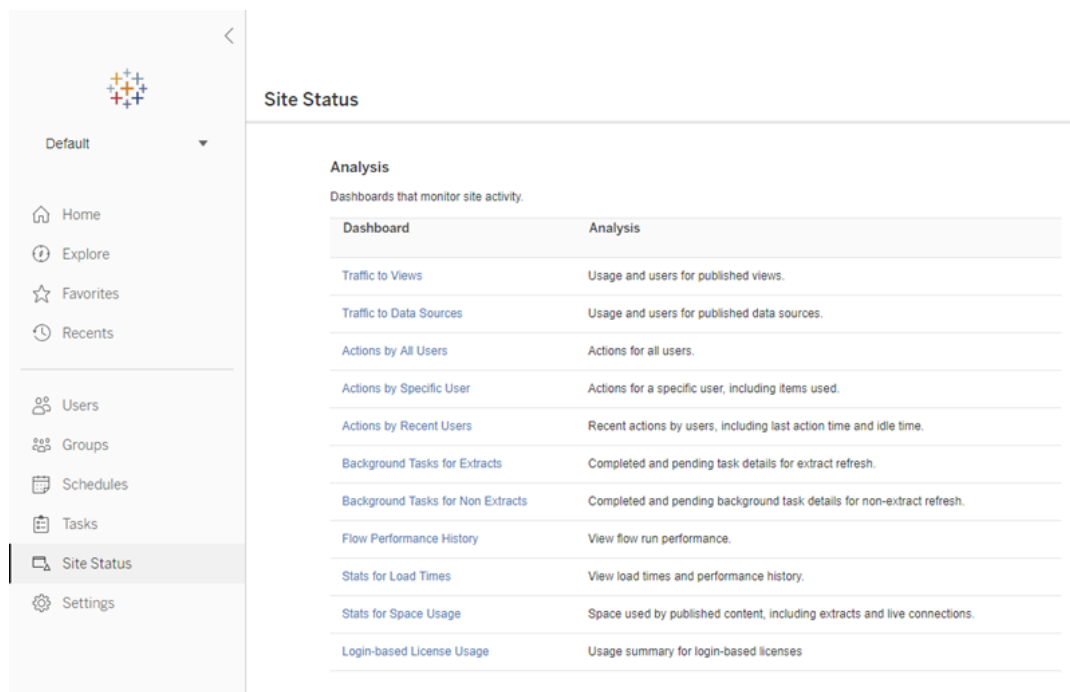 Default
Home
Explore
Favorites
Recents
Users
Groups
Schedules
Tasks
Site Status
Settings
Site Status
Analysis
Dashboards that monitor site activity.
Dashboard Analysis
Traffic to Views Usage and users for published views.
Traffic to Data Sources Usage and users for published data sources.
Actions by All Users Actions for all users.
Actions by Specific User Actions for a specific user, including items used.
Actions by Recent Users Recent actions by users, including last action time and idle time.
Background Tasks for Extracts Completed and pending task details for extract refresh.
Background Tasks for Non Extracts Completed and pending background task details for non-extract refresh.
Flow Performance History View flow run performance.
Stats for Load Times View load times and performance history.
Stats for Space Usage Space used by published content, including extracts and live connections.
Login-based License Usage Usage summary for login-based licenses